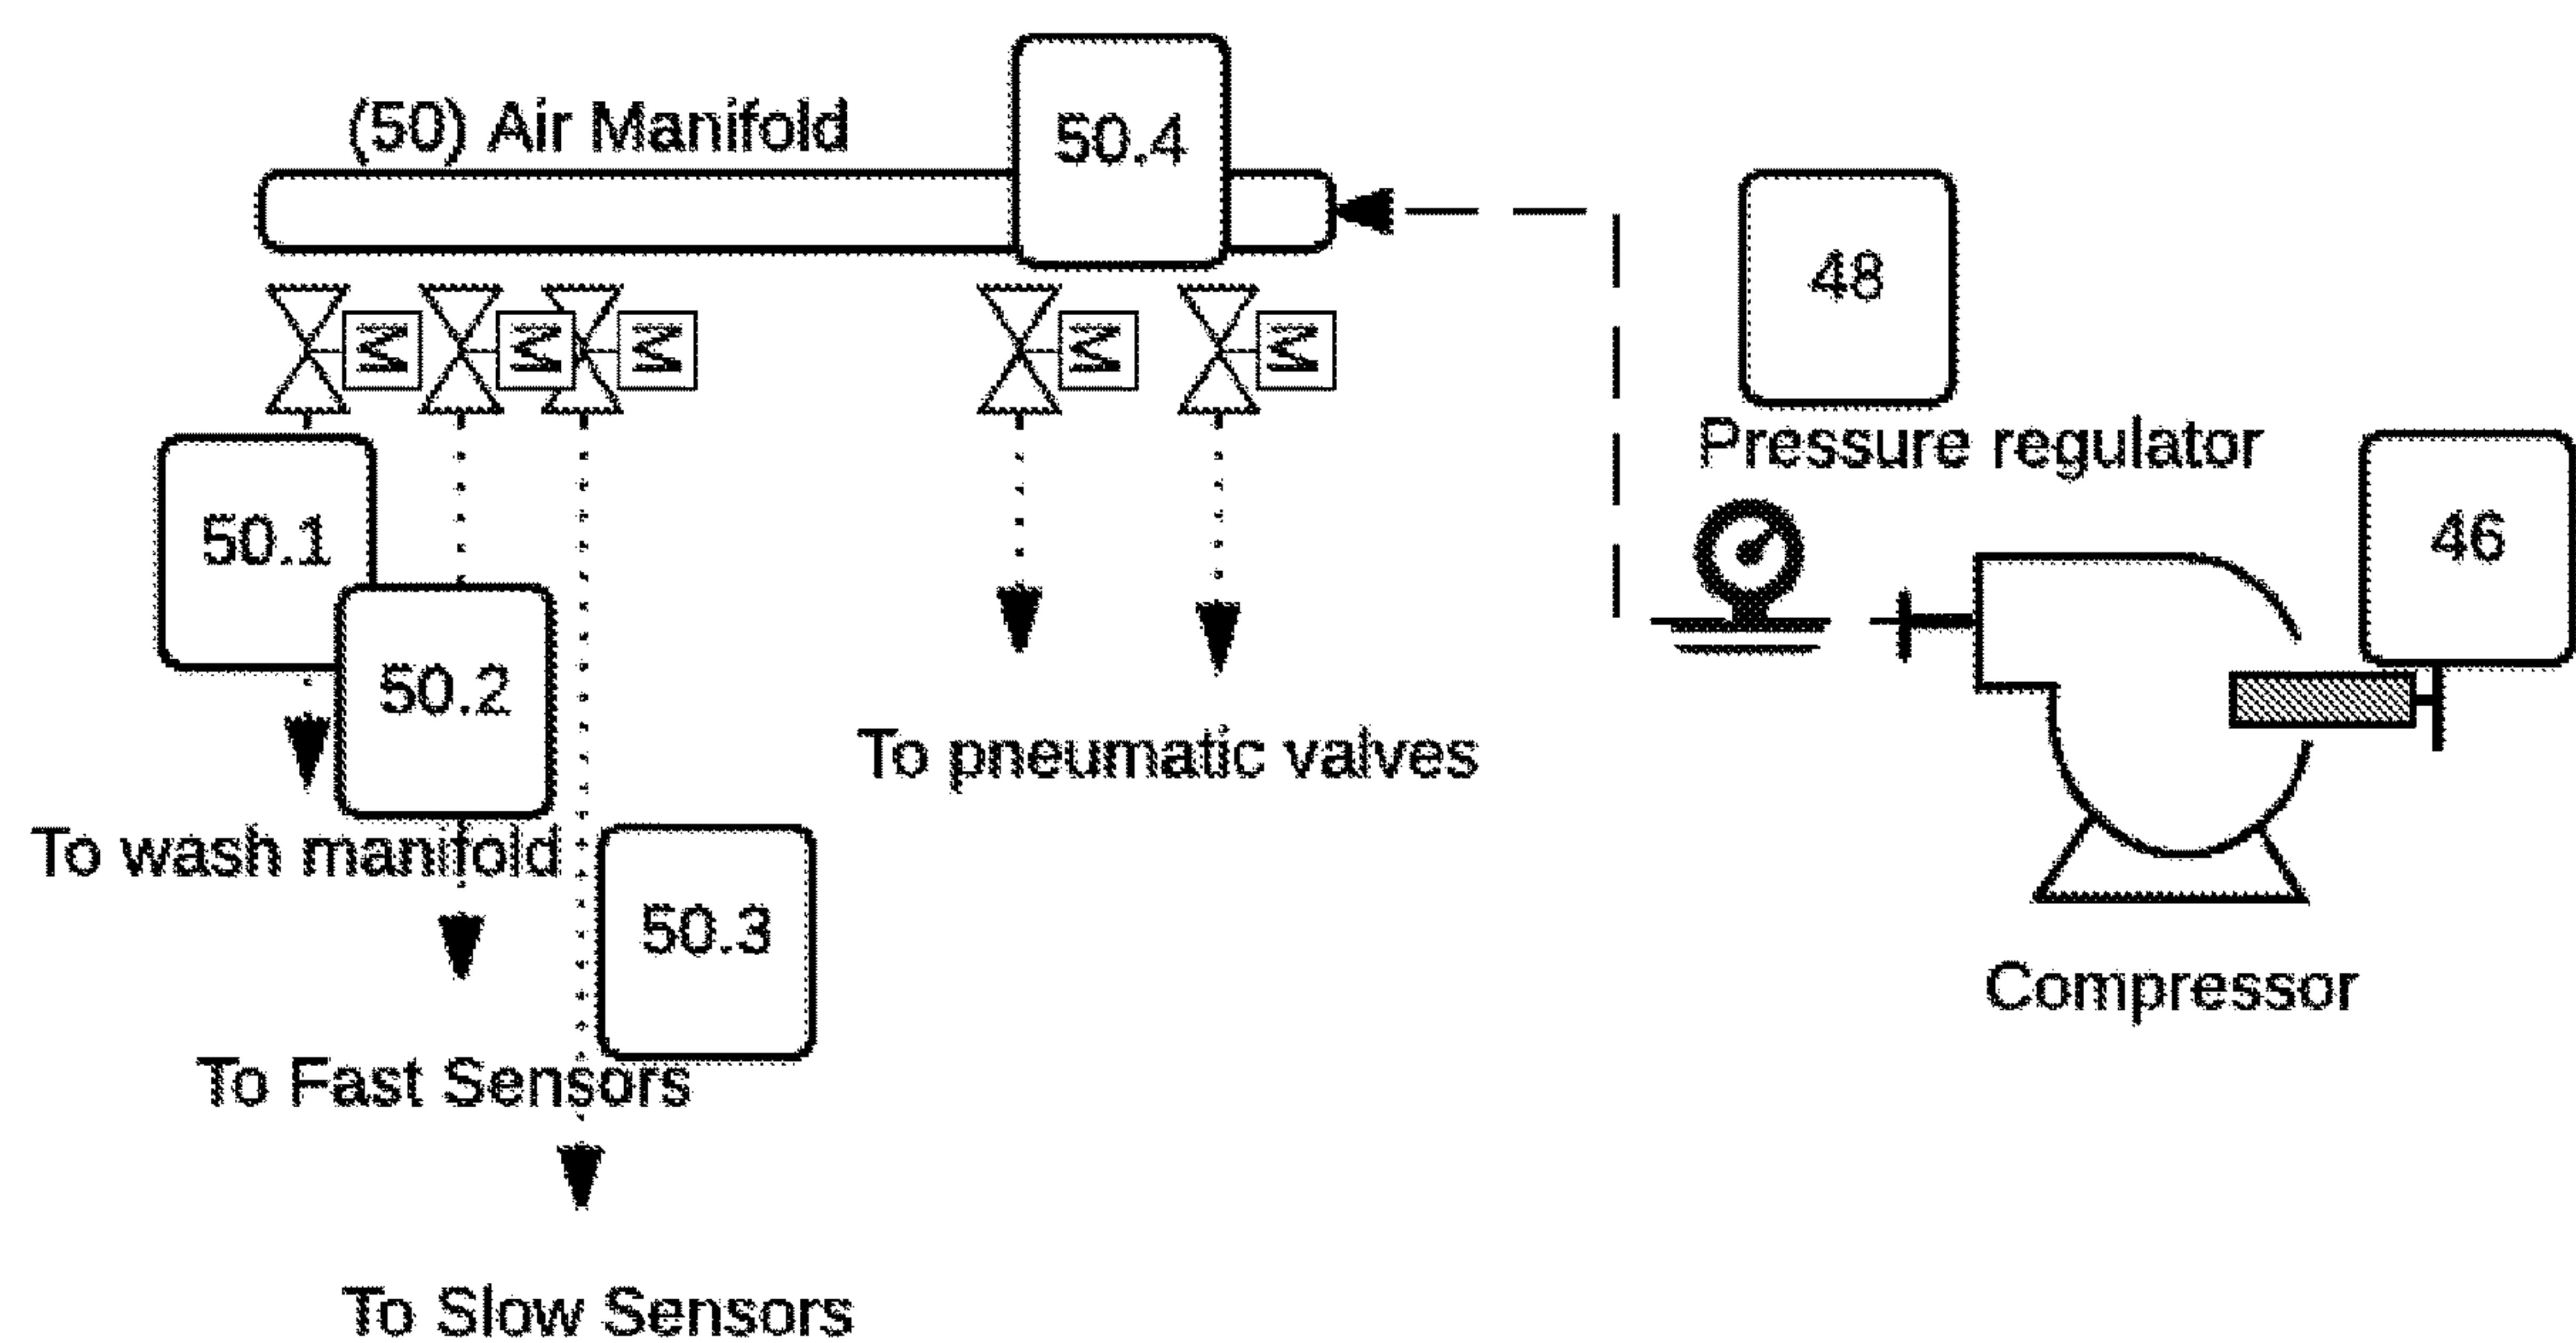 (50) Air Manifold
50.4
48
M
M
M
M
M
Pressure regulator
46
50.1
50.2
To pneumatic valves
To wash manifold
50.3
Compressor
To Fast Sensors
To Slow Sensors